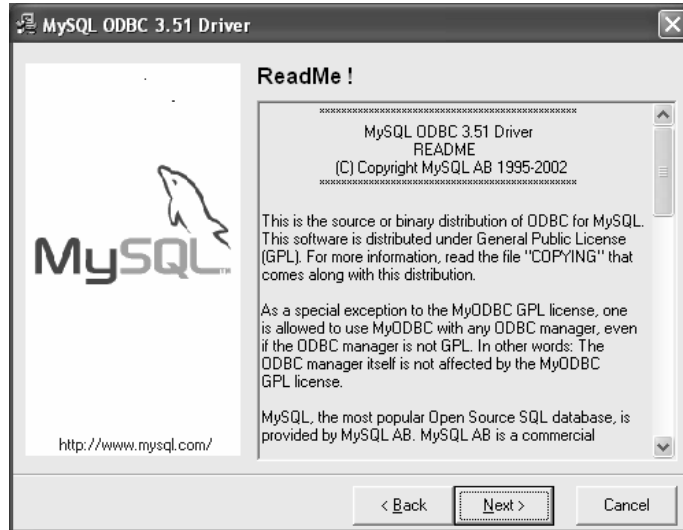 MySQL ODBC 3.51 Driver
ReadMe !
**************************************************
MySQL ODBC 3.51 Driver
README
(C) Copyright MySQL AB 1995-2002
**************************************************
This is the source or binary distribution of ODBC for MySQL.
This software is distributed under General Public License
(GPL). For more information, read the file "COPYING" that
comes along with this distribution.
As a special exception to the MyODBC GPL license, one
is allowed to use MyODBC with any ODBC manager, even
if the ODBC manager is not GPL. In other words: The
ODBC manager itself is not affected by the MyODBC
GPL license.
MySQL, the most popular Open Source SQL database, is
provided by MySQL AB. MySQL AB is a commercial
MySQL
TM
http://www.mysql.com/
< Back
Next >
Cancel